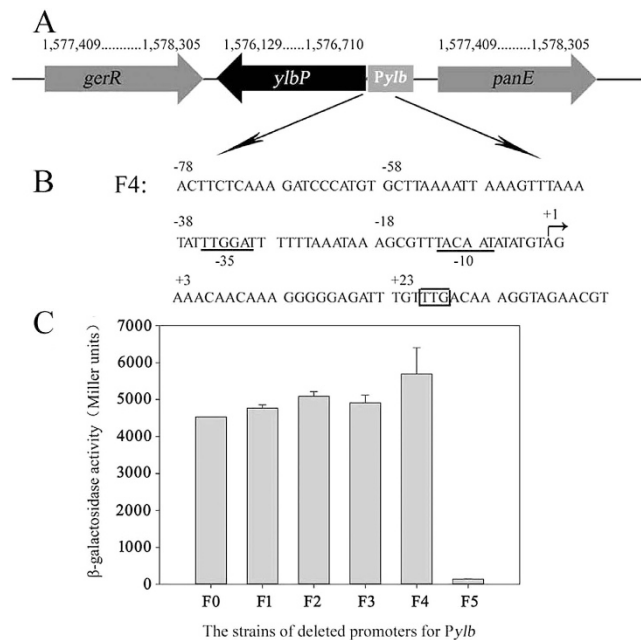 A
1,577,409...........1,578,305 1,576,129......1,576,710 1,577,409...........1,578,305
gerR ylbP Pylb panE
B F4:
-78 -58
ACTTCTCAAA GATCCCATGT GCTTAAAATT AAAGTTTAAA
-38 -18 +1
TATTTGGATT TTTTAAATAA AGCGTTTACA ATATATGTAG
-35 -10
+3 +23
AAACAACAAA GGGGGAGATT TGTTTGACAA AGGTAGAACGT
C
β-galactosidase activity (Miller units)
7000
6000
5000
4000
3000
2000
1000
0
F0 F1 F2 F3 F4 F5
The strains of deleted promoters for Pylb